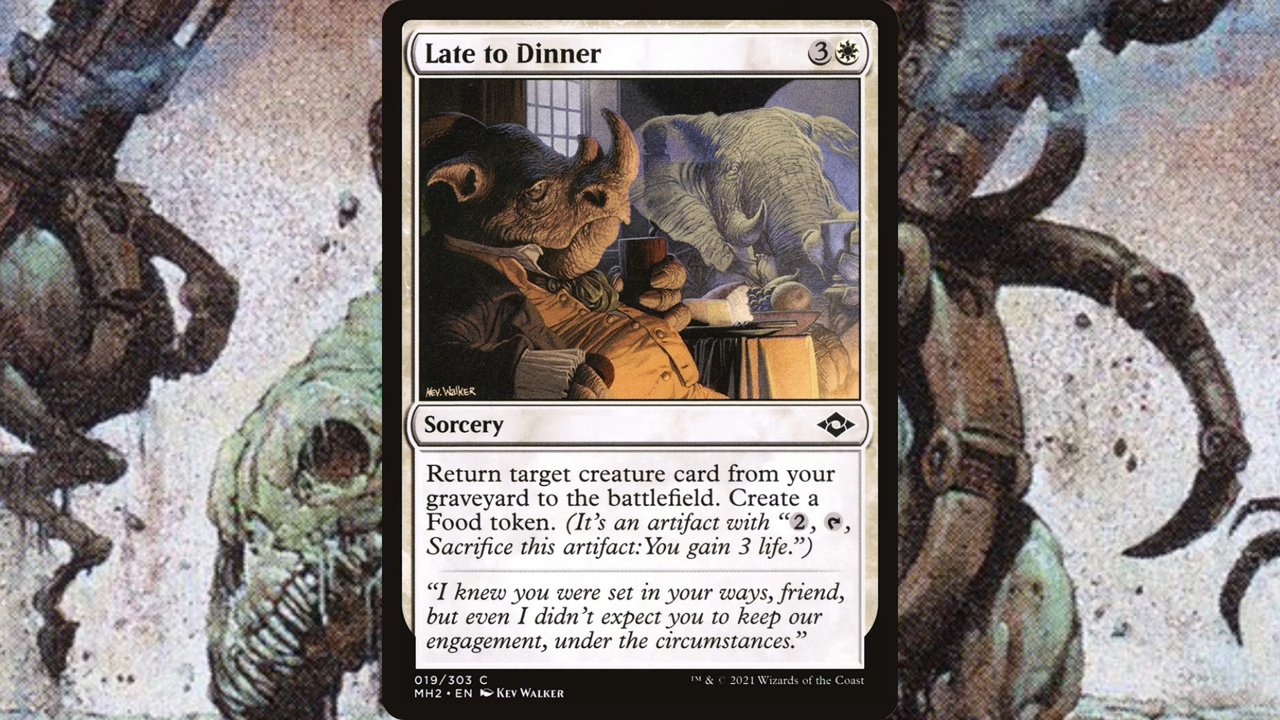 Late to Dinner 3
KEV. WALKER
Sorcery
Return target creature card from your
graveyard to the battlefield. Create a
Food token. (It's an artifact with “2, ,
Sacrifice this artifact: You gain 3 life.”)
“I knew you were set in your ways, friend,
but even I didn't expect you to keep our
engagement, under the circumstances.”
019/303 C
MH2 • EN KEV WALKER
™ & © 2021 Wizards of the Coast